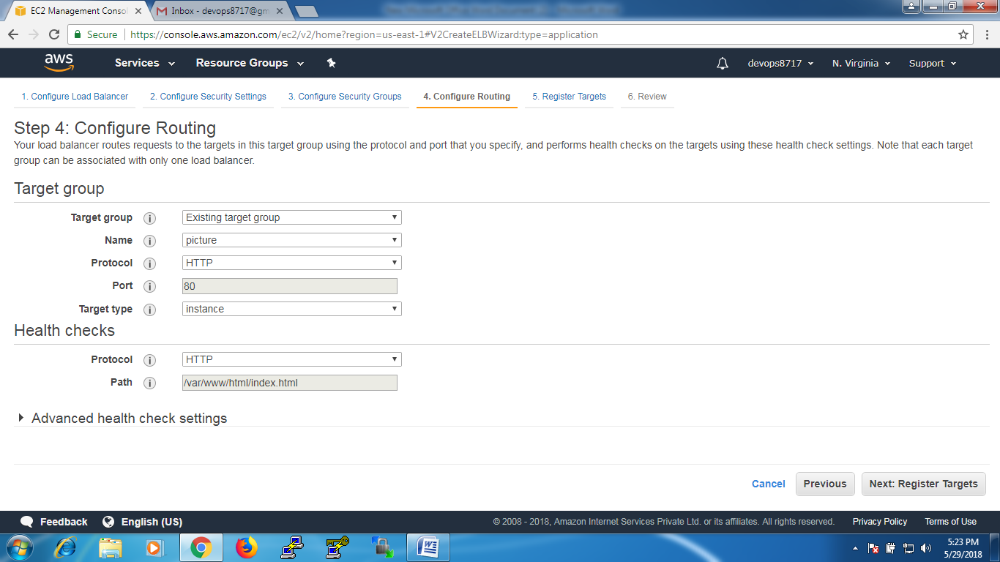 EC2 Management Conso
Inbox - devops8717@gm
Secure
https://console.aws.amazon.com/ec2/v2/home?region=us-east-1#V2CreateELBWizard:type=application
aws
Services
Resource Groups
devops8717
N. Virginia
Support
1. Configure Load Balancer
2. Configure Security Settings
3. Configure Security Groups
4. Configure Routing
5. Register Targets
6. Review
Step 4: Configure Routing
Your load balancer routes requests to the targets in this target group using the protocol and port that you specify, and performs health checks on the targets using these health check settings. Note that each target
group can be associated with only one load balancer.
Target group
Target group i Existing target group
Name i picture
Protocol i HTTP
Port i 80
Target type i instance
Health checks
Protocol i HTTP
Path i /var/www/html/index.html
Advanced health check settings
Cancel
Previous
Next: Register Targets
Feedback
English (US)
© 2008 - 2018, Amazon Internet Services Private Ltd. or its affiliates. All rights reserved.
Privacy Policy
Terms of Use
5:23 PM
5/29/2018